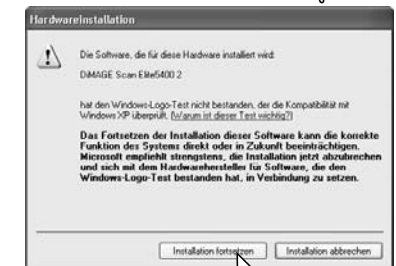 Hardwareinstallation
Die Software, die für diese Hardware installiert wird:
DiMAGE Scan Elite5400 2
hat den Windows-Logo-Test nicht bestanden, der die Kompatibilität mit
Windows XP überprüft. (Warum ist dieser Test wichtig?)
Das Fortsetzen der Installation dieser Software kann die korrekte
Funktion des Systems direkt oder in Zukunft beeinträchtigen.
Microsoft empfiehlt strengstens, die Installation jetzt abzubrechen
und sich mit dem Hardwarehersteller für Software, die den
Windows-Logo-Test bestanden hat, in Verbindung zu setzen.
Installation fortsetzen Installation abbrechen